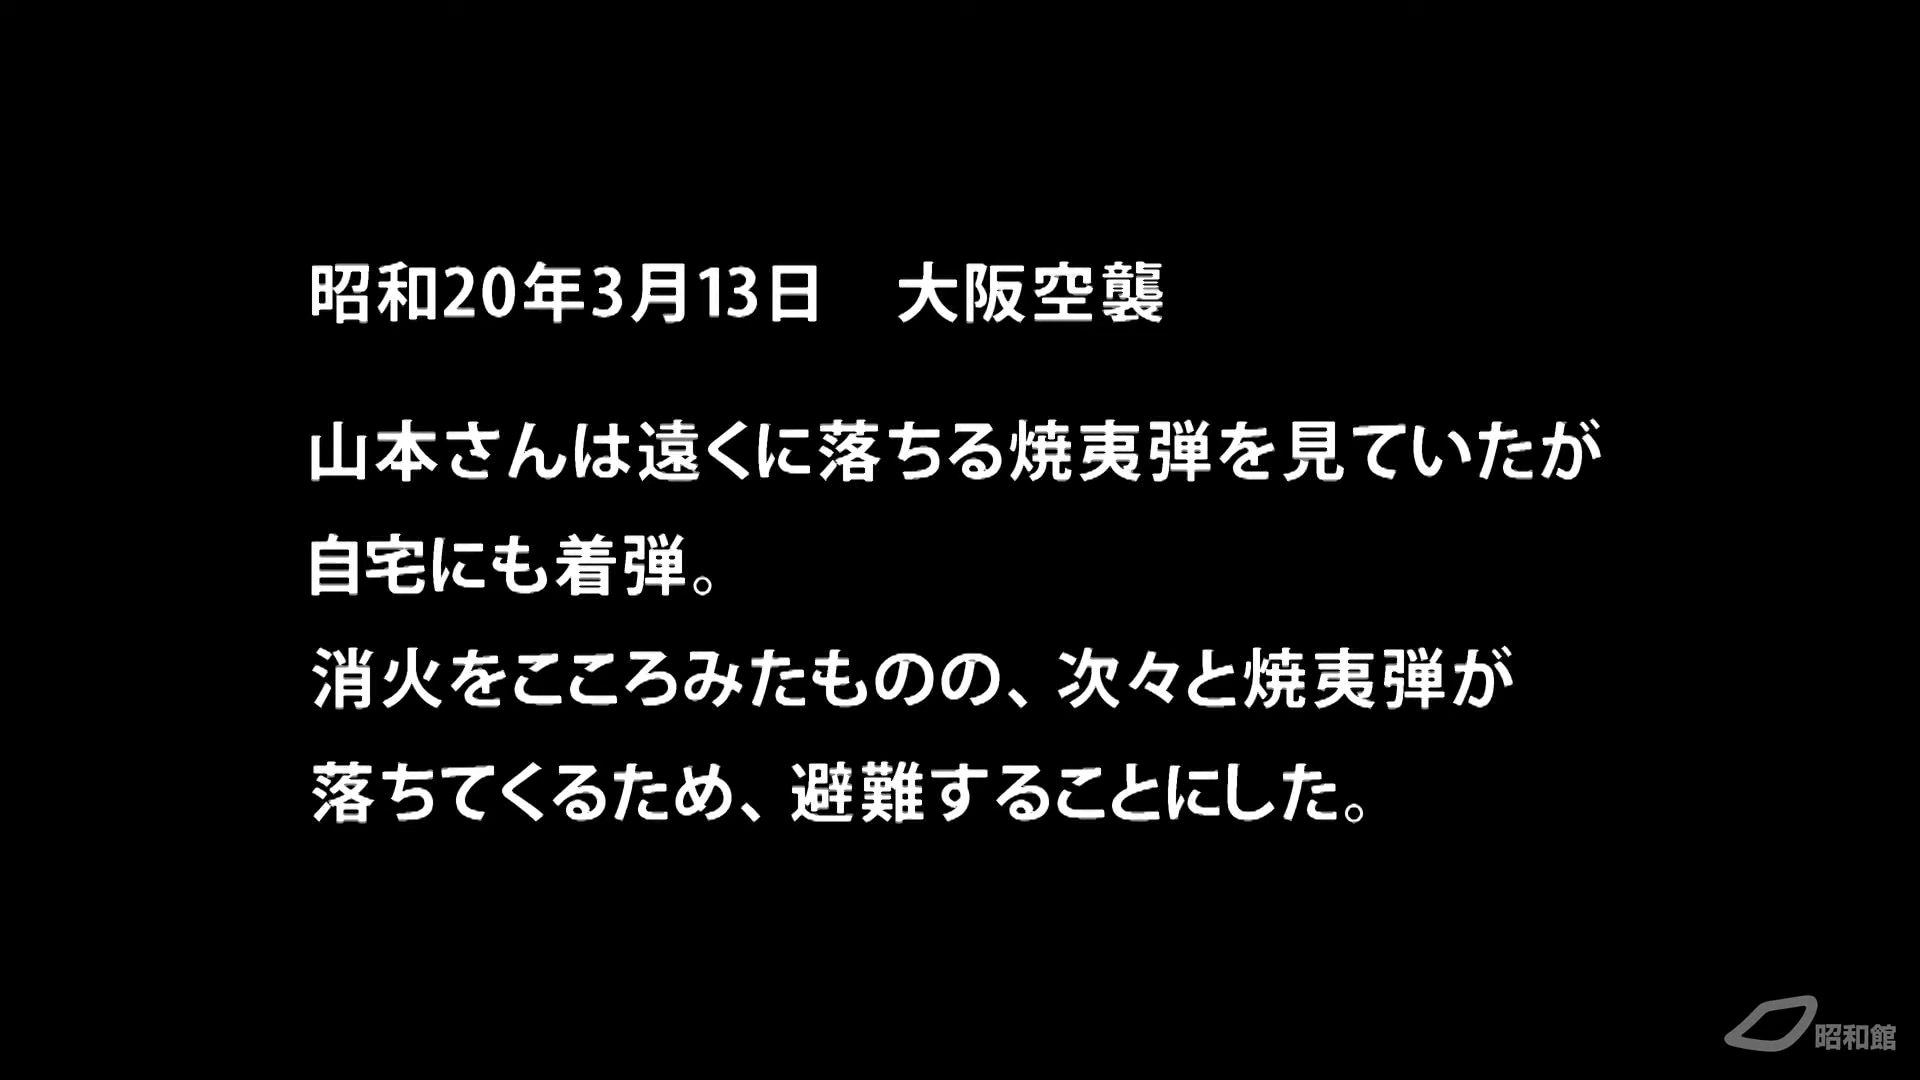 昭和20年3月13日　大阪空襲
山本さんは遠くに落ちる焼夷弾を見ていたが
自宅にも着弾。
消火をこころみたものの、次々と焼夷弾が
落ちてくるため、避難することにした。
昭和館